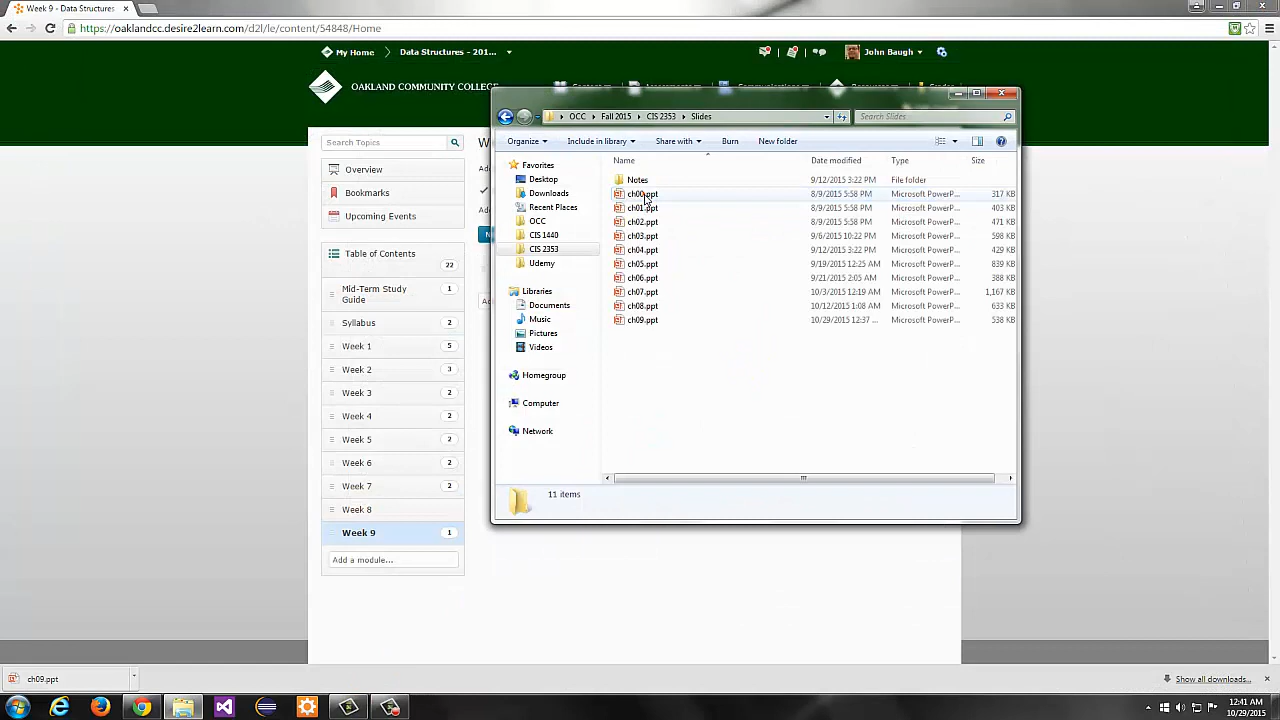 Week 9 - Data Structures
https://oaklandcc.desire2learn.com/d2l/le/content/54848/Home
My Home
Data Structures - 201...
John Baugh
OAKLAND COMMUNITY COLLEGE
Search Topics
Overview
Bookmarks
Upcoming Events
Table of Contents
22
Mid-Term Study Guide
1
Syllabus
2
Week 1
5
Week 2
3
Week 3
2
Week 4
2
Week 5
2
Week 6
2
Week 7
2
Week 8
Week 9
1
Add a module...
OCC
Fall 2015
CIS 2353
Slides
Search Slides
Organize
Include in library
Share with
Burn
New folder
Favorites
Desktop
Downloads
Recent Places
OCC
CIS 1440
CIS 2353
Udemy
Libraries
Documents
Music
Pictures
Videos
Homegroup
Computer
Network
Name Date modified Type Size
Notes 9/12/2015 3:22 PM File folder
ch00.ppt 8/9/2015 5:58 PM Microsoft PowerP... 317 KB
ch01.ppt 8/9/2015 5:58 PM Microsoft PowerP... 403 KB
ch02.ppt 8/9/2015 5:58 PM Microsoft PowerP... 471 KB
ch03.ppt 9/6/2015 10:22 PM Microsoft PowerP... 598 KB
ch04.ppt 9/12/2015 3:22 PM Microsoft PowerP... 429 KB
ch05.ppt 9/19/2015 12:25 AM Microsoft PowerP... 839 KB
ch06.ppt 9/21/2015 2:05 AM Microsoft PowerP... 388 KB
ch07.ppt 10/3/2015 12:19 AM Microsoft PowerP... 1,167 KB
ch08.ppt 10/12/2015 1:08 AM Microsoft PowerP... 633 KB
ch09.ppt 10/29/2015 12:37 ... Microsoft PowerP... 538 KB
11 items
ch09.ppt
Show all downloads...
12:41 AM
10/29/2015